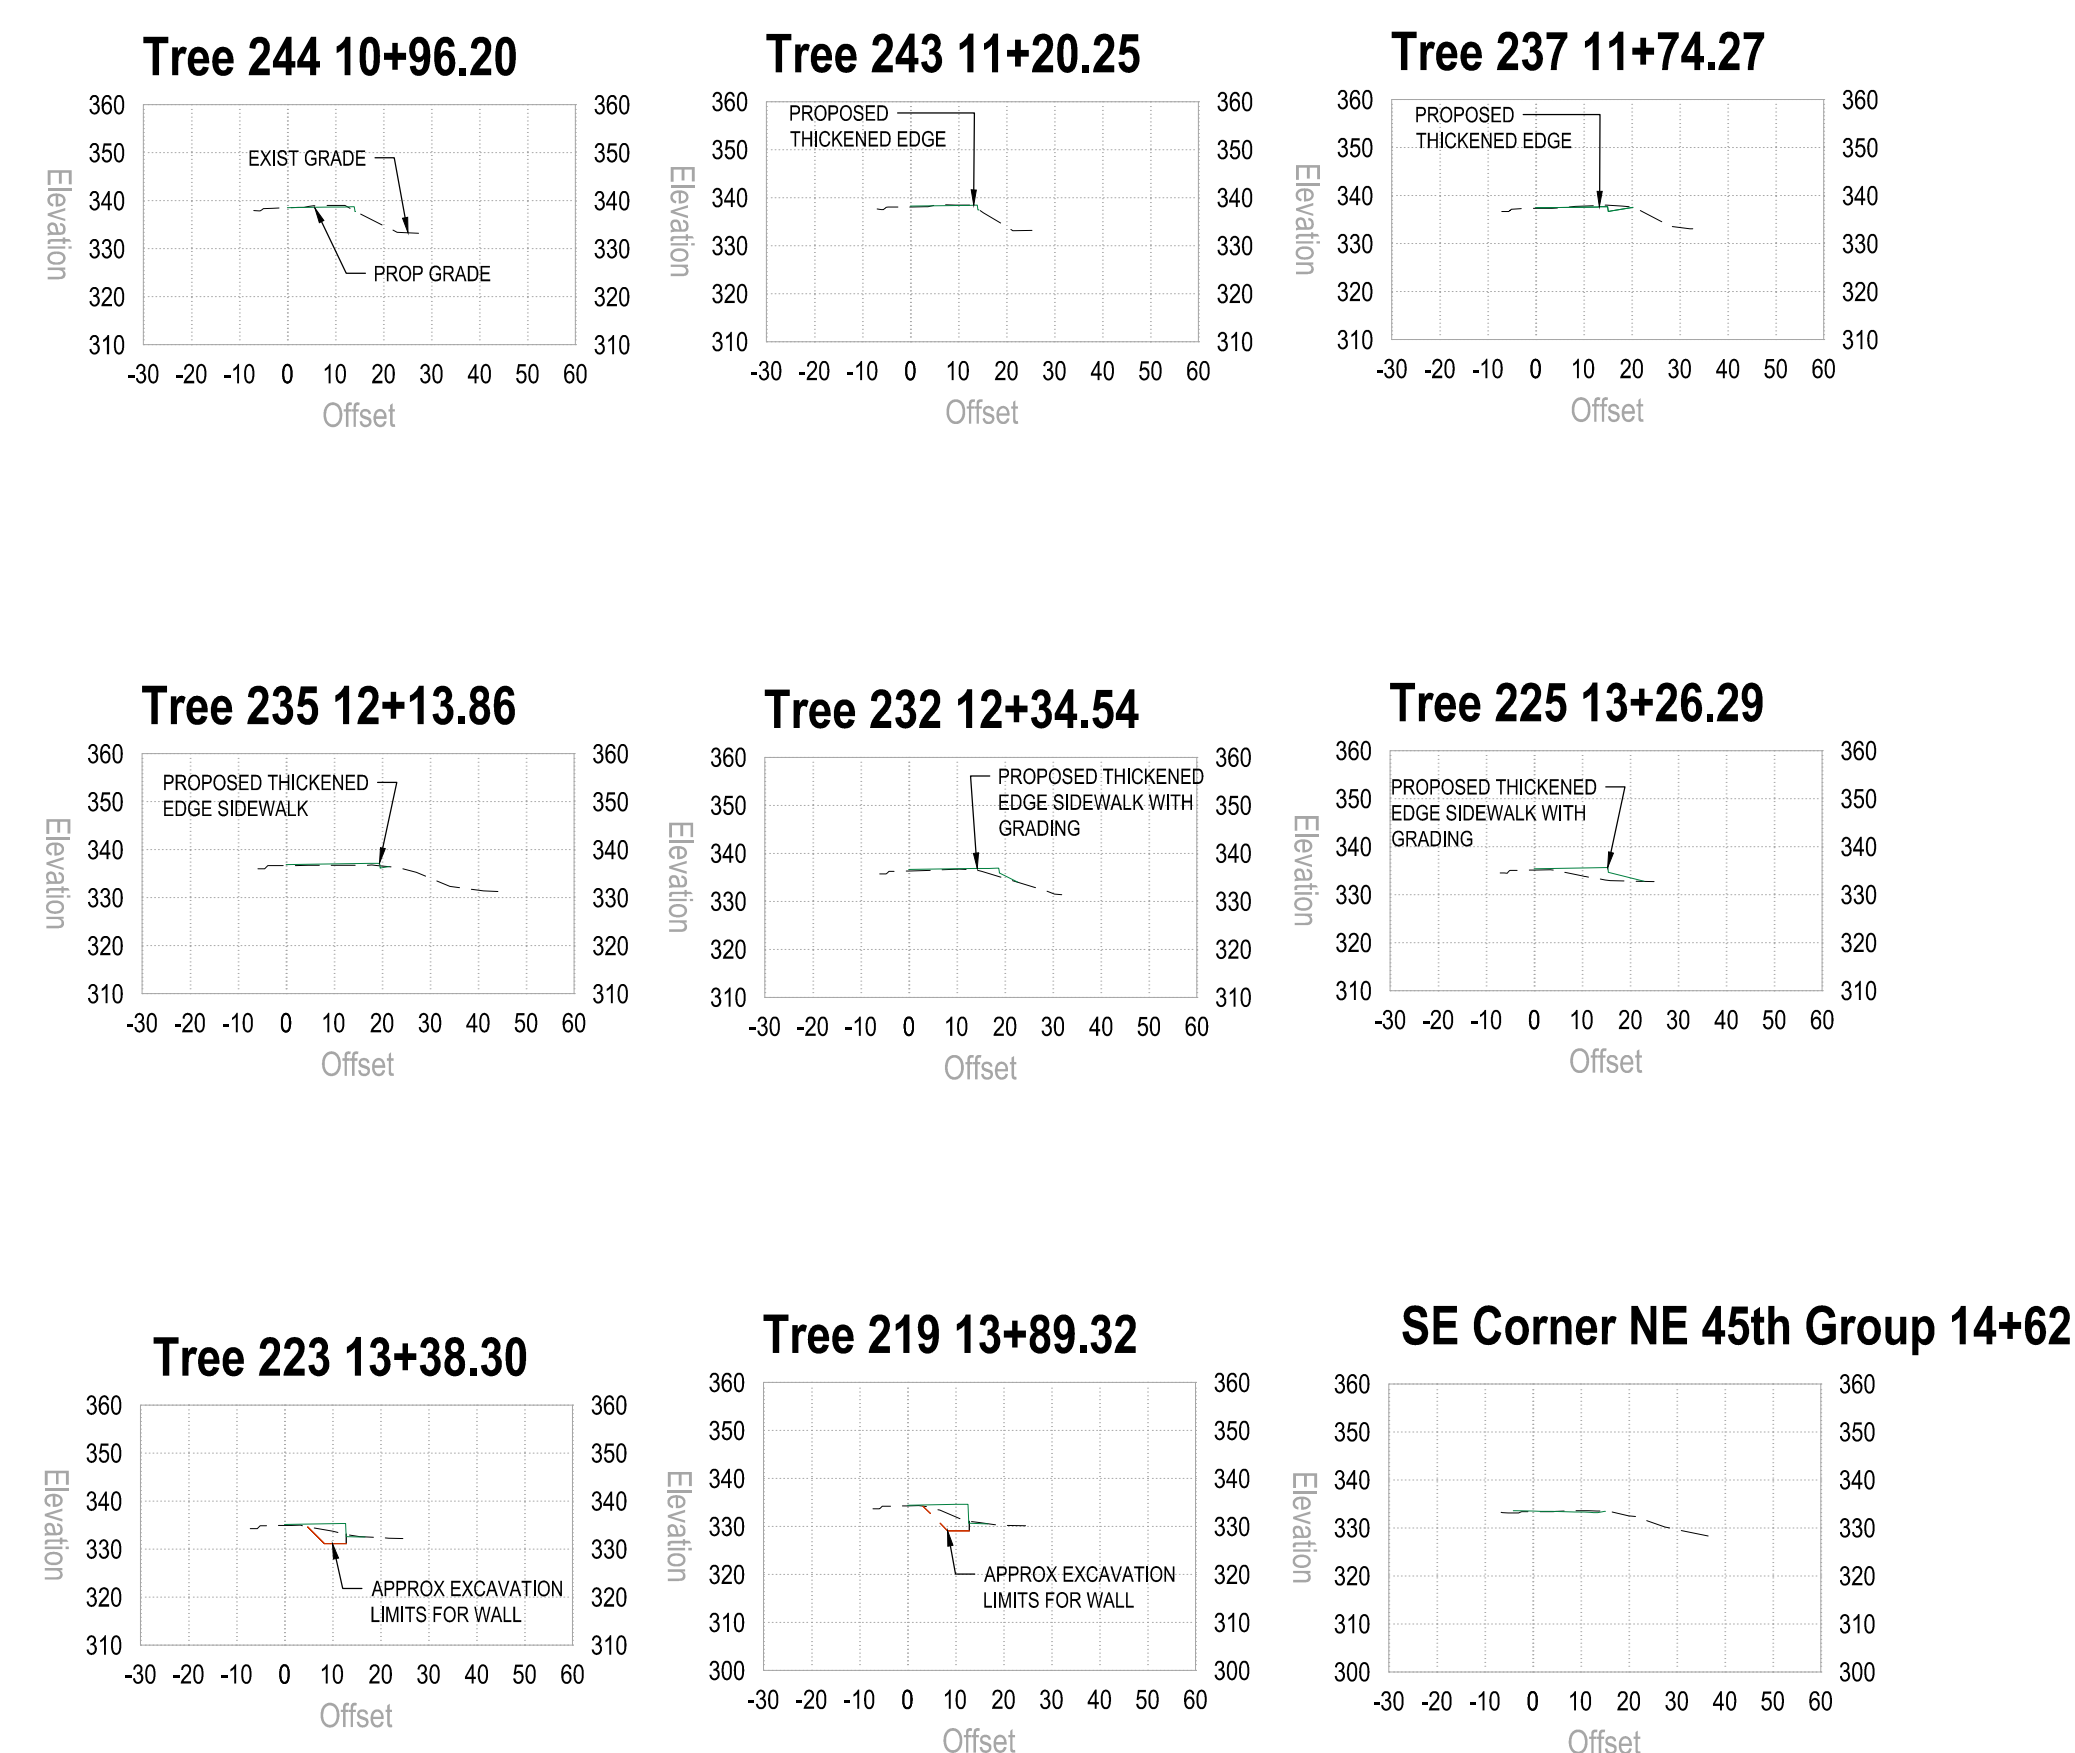 Tree 244 10+96.20
360 360
350 350
340 340
330 330
320 320
310 310
EXIST GRADE
PROP GRADE
Elevation
-30 -20 -10 0 10 20 30 40 50 60
Offset
Tree 243 11+20.25
360 360
350 350
340 340
330 330
320 320
310 310
PROPOSED
THICKENED EDGE
Elevation
-30 -20 -10 0 10 20 30 40 50 60
Offset
Tree 237 11+74.27
360 360
350 350
340 340
330 330
320 320
310 310
PROPOSED
THICKENED EDGE
Elevation
-30 -20 -10 0 10 20 30 40 50 60
Offset
Tree 235 12+13.86
360 360
350 350
340 340
330 330
320 320
310 310
PROPOSED THICKENED
EDGE SIDEWALK
Elevation
-30 -20 -10 0 10 20 30 40 50 60
Offset
Tree 232 12+34.54
360 360
350 350
340 340
330 330
320 320
310 310
PROPOSED THICKENED
EDGE SIDEWALK WITH
GRADING
Elevation
-30 -20 -10 0 10 20 30 40 50 60
Offset
Tree 225 13+26.29
360 360
350 350
340 340
330 330
320 320
310 310
PROPOSED THICKENED
EDGE SIDEWALK WITH
GRADING
Elevation
-30 -20 -10 0 10 20 30 40 50 60
Offset
Tree 223 13+38.30
360 360
350 350
340 340
330 330
320 320
310 310
APPROX EXCAVATION
LIMITS FOR WALL
Elevation
-30 -20 -10 0 10 20 30 40 50 60
Offset
Tree 219 13+89.32
360 360
350 350
340 340
330 330
320 320
310 310
300 300
APPROX EXCAVATION
LIMITS FOR WALL
Elevation
-30 -20 -10 0 10 20 30 40 50 60
Offset
SE Corner NE 45th Group 14+62
360 360
350 350
340 340
330 330
320 320
310 310
300 300
Elevation
-30 -20 -10 0 10 20 30 40 50 60
Offset